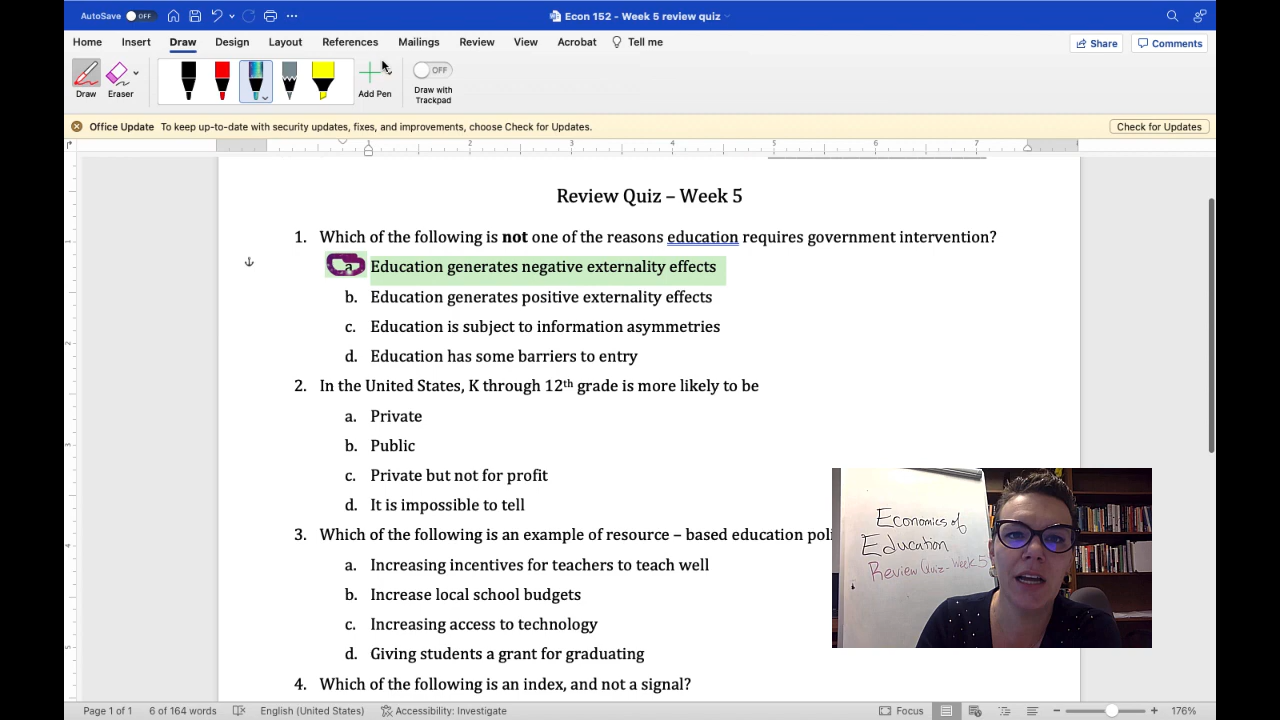 AutoSave OFF
Econ 152 - Week 5 review quiz
Home Insert Draw Design Layout References Mailings Review View Acrobat Tell me
Share Comments
Draw
Eraser
Add Pen
OFF
Draw with
Trackpad
Office Update To keep up-to-date with security updates, fixes, and improvements, choose Check for Updates.
Check for Updates
1 2 3 4 5 6 7
Review Quiz – Week 5
1. Which of the following is not one of the reasons education requires government intervention?
a. Education generates negative externality effects
b. Education generates positive externality effects
c. Education is subject to information asymmetries
d. Education has some barriers to entry
2. In the United States, K through 12th grade is more likely to be
a. Private
b. Public
c. Private but not for profit
d. It is impossible to tell
3. Which of the following is an example of resource – based education poli
a. Increasing incentives for teachers to teach well
b. Increase local school budgets
c. Increasing access to technology
d. Giving students a grant for graduating
4. Which of the following is an index, and not a signal?
Economics of
Education
Review Quiz - Week 5
Page 1 of 1 6 of 164 words English (United States) Accessibility: Investigate
Focus
176%